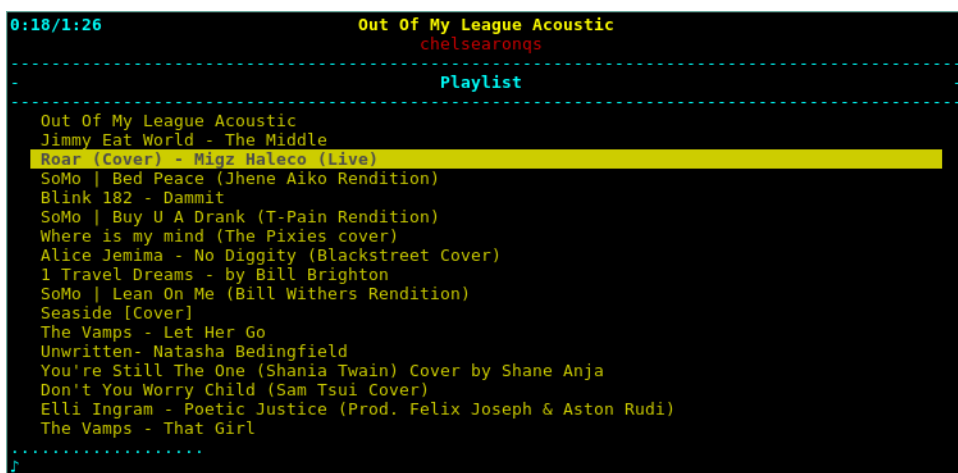 0:18/1:26 Out Of My League Acoustic
chelsearonqs
- Playlist -
Out Of My League Acoustic
Jimmy Eat World - The Middle
Roar (Cover) - Migz Haleco (Live)
SoMo | Bed Peace (Jhene Aiko Rendition)
Blink 182 - Dammit
SoMo | Buy U A Drank (T-Pain Rendition)
Where is my mind (The Pixies cover)
Alice Jemima - No Diggity (Blackstreet Cover)
1 Travel Dreams - by Bill Brighton
SoMo | Lean On Me (Bill Withers Rendition)
Seaside [Cover]
The Vamps - Let Her Go
Unwritten- Natasha Bedingfield
You're Still The One (Shania Twain) Cover by Shane Anja
Don't You Worry Child (Sam Tsui Cover)
Elli Ingram - Poetic Justice (Prod. Felix Joseph & Aston Rudi)
The Vamps - That Girl
...................
♪